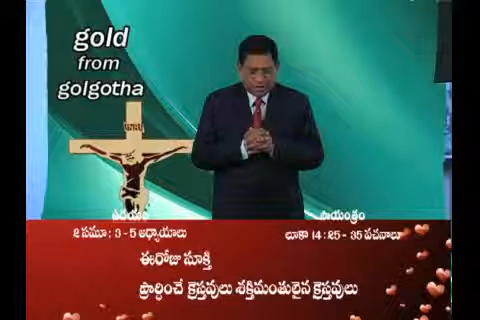 gold
from
golgotha
ఉదయం
సాయంత్రం
2 సమూ : 3 - 5 అధ్యాయాలు
లూకా 14 : 25 - 35 వచనాలు
ఈరోజు సూక్తి
ప్రార్ధించే క్రైస్తవులు శక్తిమంతులైన క్రైస్తవులు